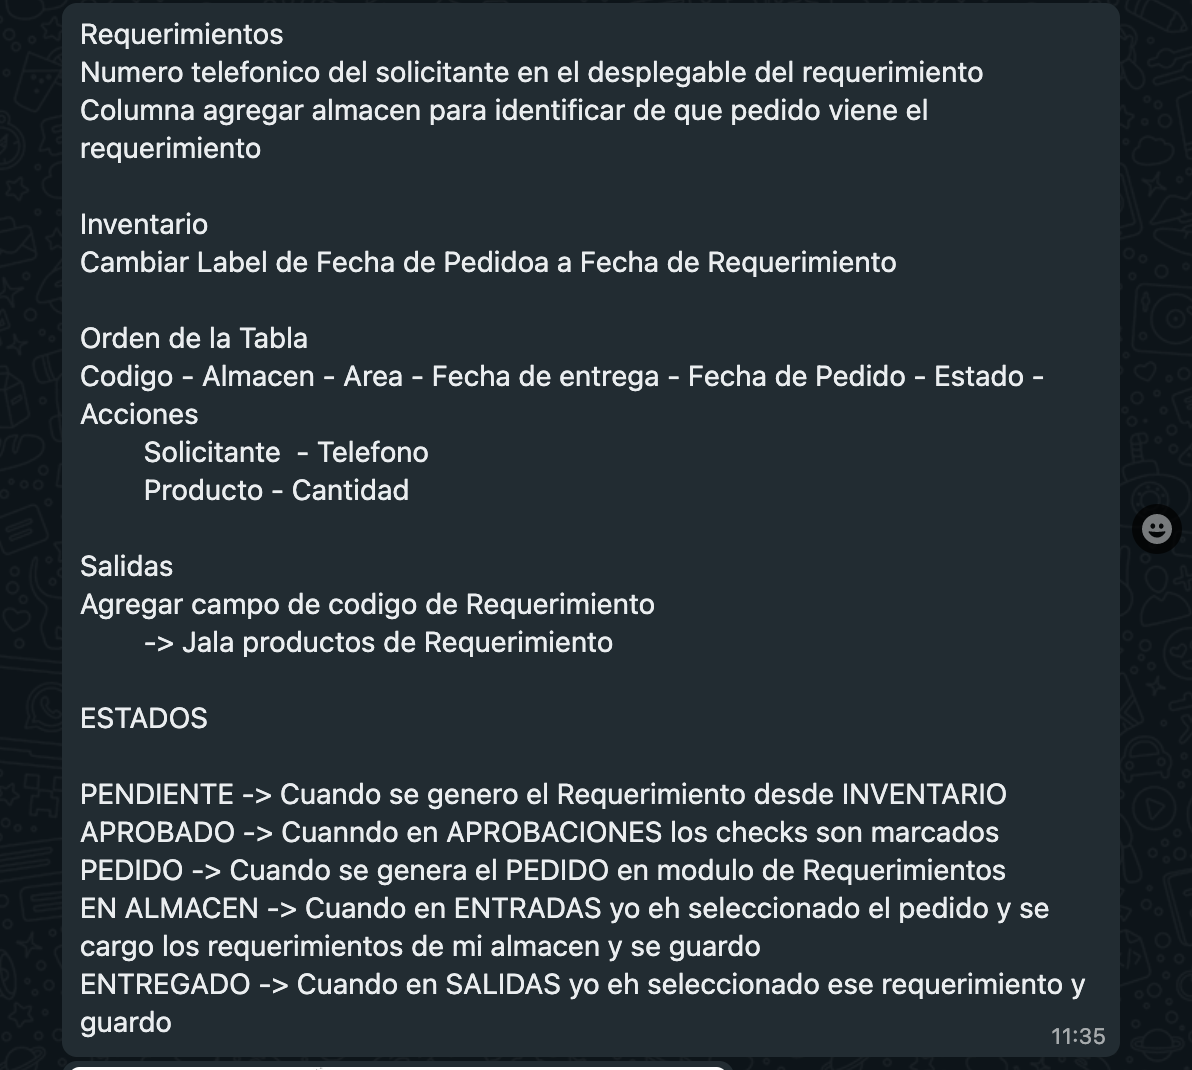 Requerimientos
Numero telefonico del solicitante en el desplegable del requerimiento
Columna agregar almacen para identificar de que pedido viene el
requerimiento
Inventario
Cambiar Label de Fecha de Pedidoa a Fecha de Requerimiento
Orden de la Tabla
Codigo - Almacen - Area - Fecha de entrega - Fecha de Pedido - Estado -
Acciones
Solicitante  - Telefono
Producto - Cantidad
Salidas
Agregar campo de codigo de Requerimiento
-> Jala productos de Requerimiento
ESTADOS
PENDIENTE -> Cuando se genero el Requerimiento desde INVENTARIO
APROBADO -> Cuanndo en APROBACIONES los checks son marcados
PEDIDO -> Cuando se genera el PEDIDO en modulo de Requerimientos
EN ALMACEN -> Cuando en ENTRADAS yo eh seleccionado el pedido y se
cargo los requerimientos de mi almacen y se guardo
ENTREGADO -> Cuando en SALIDAS yo eh seleccionado ese requerimiento y
guardo
11:35